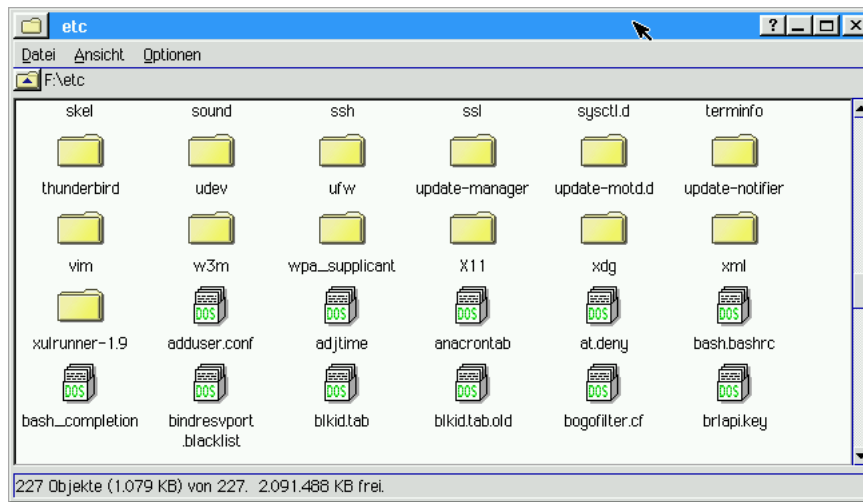 etc
?
Datei Ansicht Optionen
F:\etc
skel sound ssh ssl sysctl.d terminfo
thunderbird udev ufw update-manager update-motd.d update-notifier
vim w3m wpa_supplicant X11 xdg xml
DOS DOS DOS DOS DOS
xulrunner-1.9 adduser.conf adjtime anacrontab at.deny bash.bashrc
DOS DOS DOS DOS DOS DOS
bash_completion bindresvport blkid.tab blkid.tab.old bogofilter.cf brlapi.key
.blacklist
227 Objekte (1.079 KB) von 227. 2.091.488 KB frei.